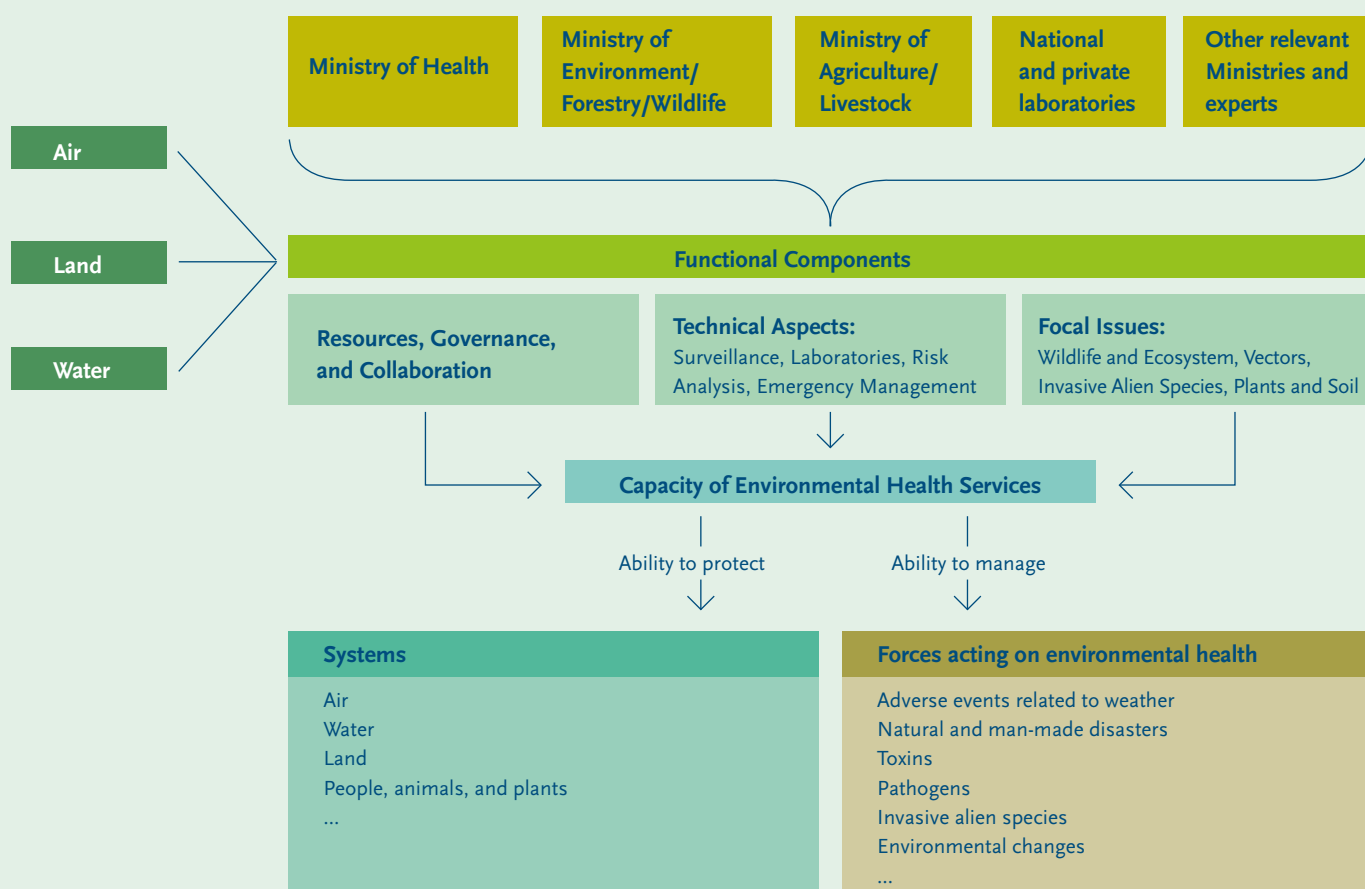 Ministry of Health
Ministry of
Environment/
Forestry/Wildlife
Ministry of
Agriculture/
Livestock
National
and private
laboratories
Other relevant
Ministries and
experts
Air
Land
Water
Functional Components
Resources, Governance,
and Collaboration
Technical Aspects:
Surveillance, Laboratories, Risk
Analysis, Emergency Management
Focal Issues:
Wildlife and Ecosystem, Vectors,
Invasive Alien Species, Plants and Soil
Capacity of Environmental Health Services
Ability to protect
Ability to manage
Systems
Air
Water
Land
People, animals, and plants
...
Forces acting on environmental health
Adverse events related to weather
Natural and man-made disasters
Toxins
Pathogens
Invasive alien species
Environmental changes
...